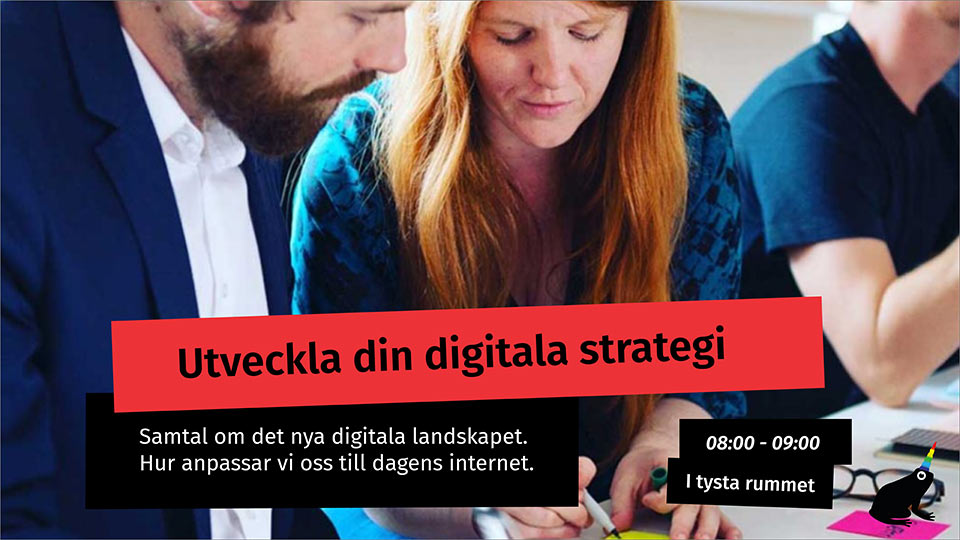 Utveckla din digitala strategi
Samtal om det nya digitala landskapet.
Hur anpassar vi oss till dagens internet.
08:00 - 09:00
I tysta rummet